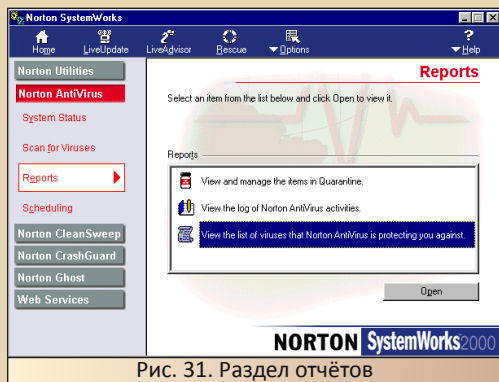 Norton SystemWorks
Home LiveUpdate LiveAdvisor Rescue Options Help
Norton Utilities
Norton AntiVirus
System Status
Scan for Viruses
Reports
Scheduling
Norton CleanSweep
Norton CrashGuard
Norton Ghost
Web Services
Reports
Select an item from the list below and click Open to view it.
Reports
View and manage the items in Quarantine.
View the log of Norton AntiVirus activities.
View the list of viruses that Norton AntiVirus is protecting you against.
Open
NORTON SystemWorks 2000
Рис. 31. Раздел отчётов